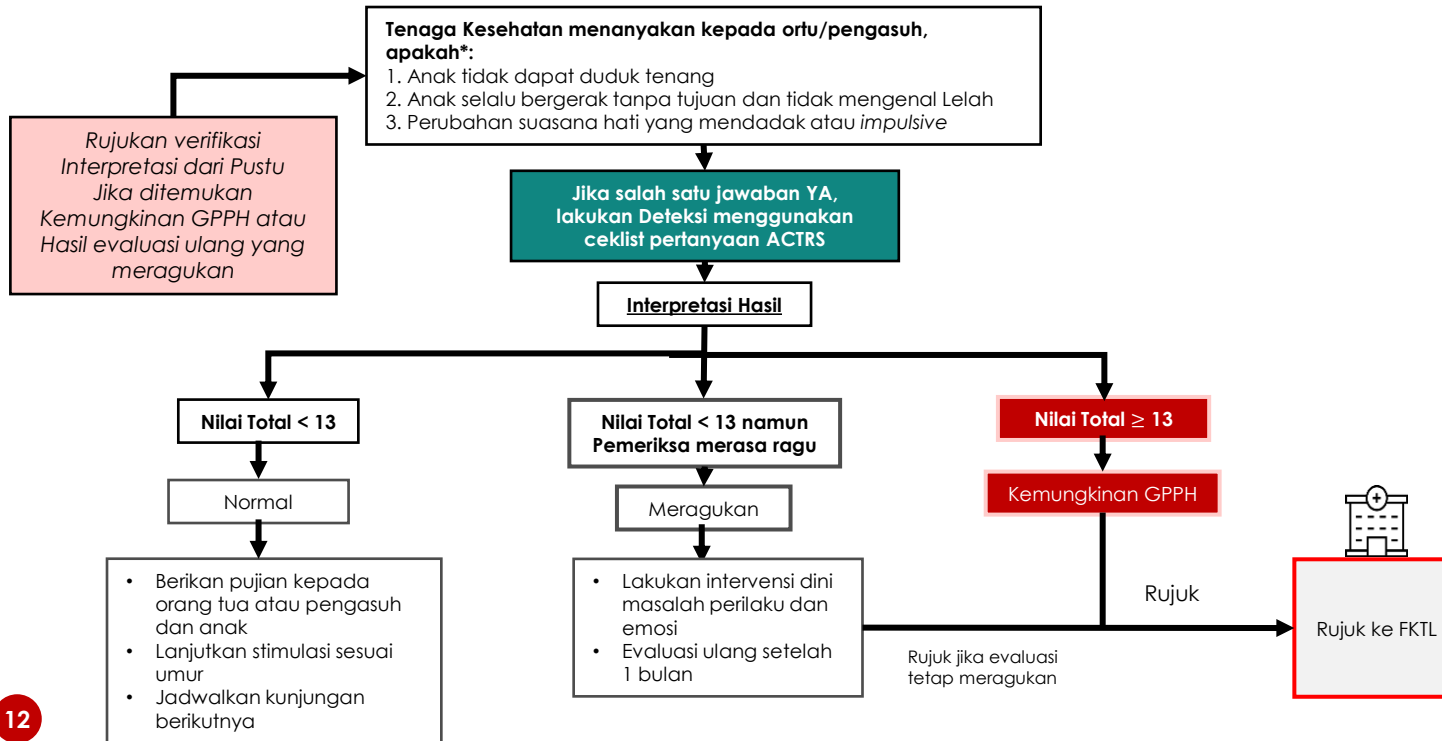 Tenaga Kesehatan menanyakan kepada ortu/pengasuh,
apakah*:
1. Anak tidak dapat duduk tenang
2. Anak selalu bergerak tanpa tujuan dan tidak mengenal Lelah
3. Perubahan suasana hati yang mendadak atau impulsive
Rujukan verifikasi
Interpretasi dari Pustu
Jika ditemukan
Kemungkinan GPPH atau
Hasil evaluasi ulang yang
meragukan
Jika salah satu jawaban YA,
lakukan Deteksi menggunakan
ceklist pertanyaan ACTRS
Interpretasi Hasil
Nilai Total < 13
Nilai Total < 13 namun
Pemeriksa merasa ragu
Nilai Total ≥ 13
Normal
Meragukan
Kemungkinan GPPH
• Berikan pujian kepada
orang tua atau pengasuh
dan anak
• Lanjutkan stimulasi sesuai
umur
• Jadwalkan kunjungan
berikutnya
• Lakukan intervensi dini
masalah perilaku dan
emosi
• Evaluasi ulang setelah
1 bulan
Rujuk
Rujuk jika evaluasi
tetap meragukan
Rujuk ke FKTL
12